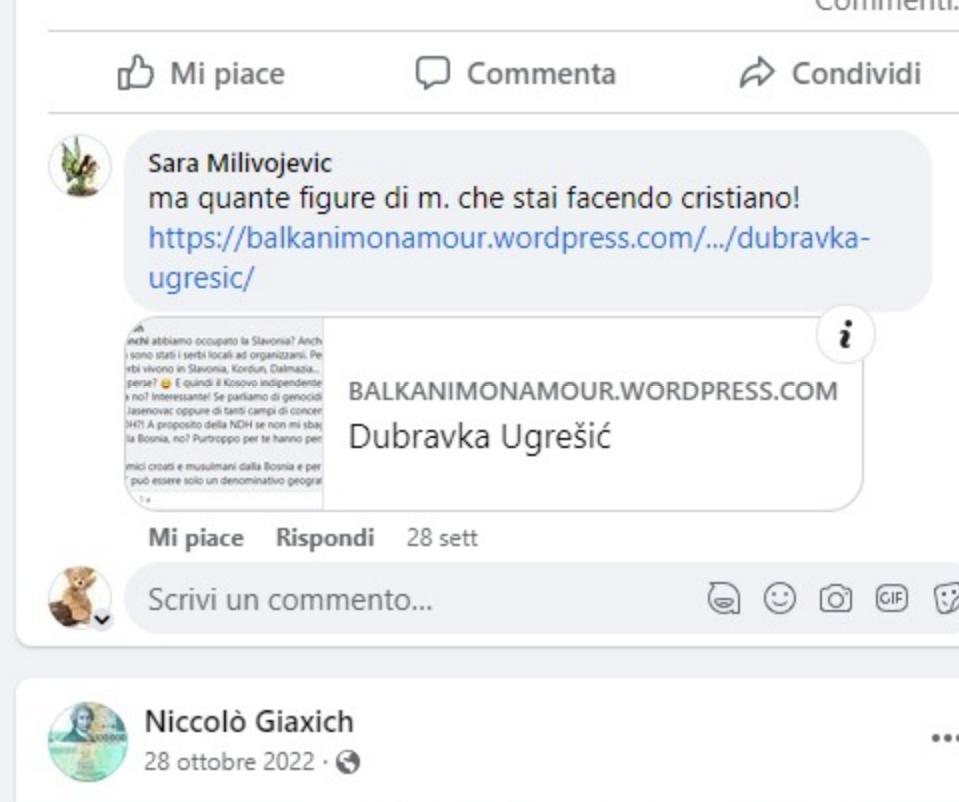 Mi piace
Commenta
Condividi
Sara Milivojevic
ma quante figure di m. che stai facendo cristiano!
https://balkanimonamour.wordpress.com/.../dubravka-
ugresic/
abbiamo occupato la Slavonia? Anch
sono stati i serbi locali ad organizzarsi. Pe
vivono in Slavonia, Kordun, Dalmazia...
perse? 😅 E quindi il Kosovo indipendente
no? Interessante! Se parliamo di genocidi
Jasenovac oppure di tanti campi di concer
A proposito della NDH se non mi sbag
la Bosnia, no? Purtroppo per te hanno per
mici croati e musulmani dalla Bosnia e per
può essere solo un denominativo geograf
i
BALKANIMONAMOUR.WORDPRESS.COM
Dubravka Ugrešić
Mi piace Rispondi 28 sett
Scrivi un commento...
GIF
Niccolò Giaxich
28 ottobre 2022 ·